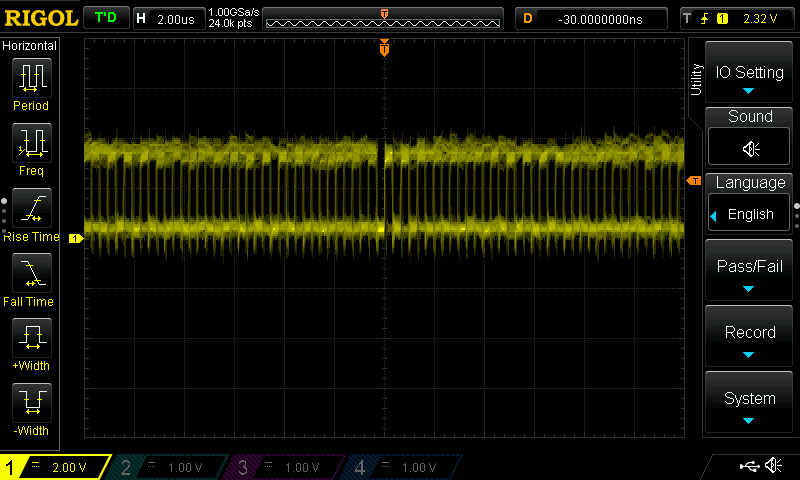 RIGOL T'D H 2.00us 1.00GSa/s 24.0k pts T D -30.0000000ns T 1 2.32 V
Horizontal
Period
Freq
Rise Time
Fall Time
+Width
-Width
T
T
1
Utility
IO Setting
Sound
Language
English
Pass/Fail
Record
System
1 2.00 V 2 1.00 V 3 1.00 V 4 1.00 V